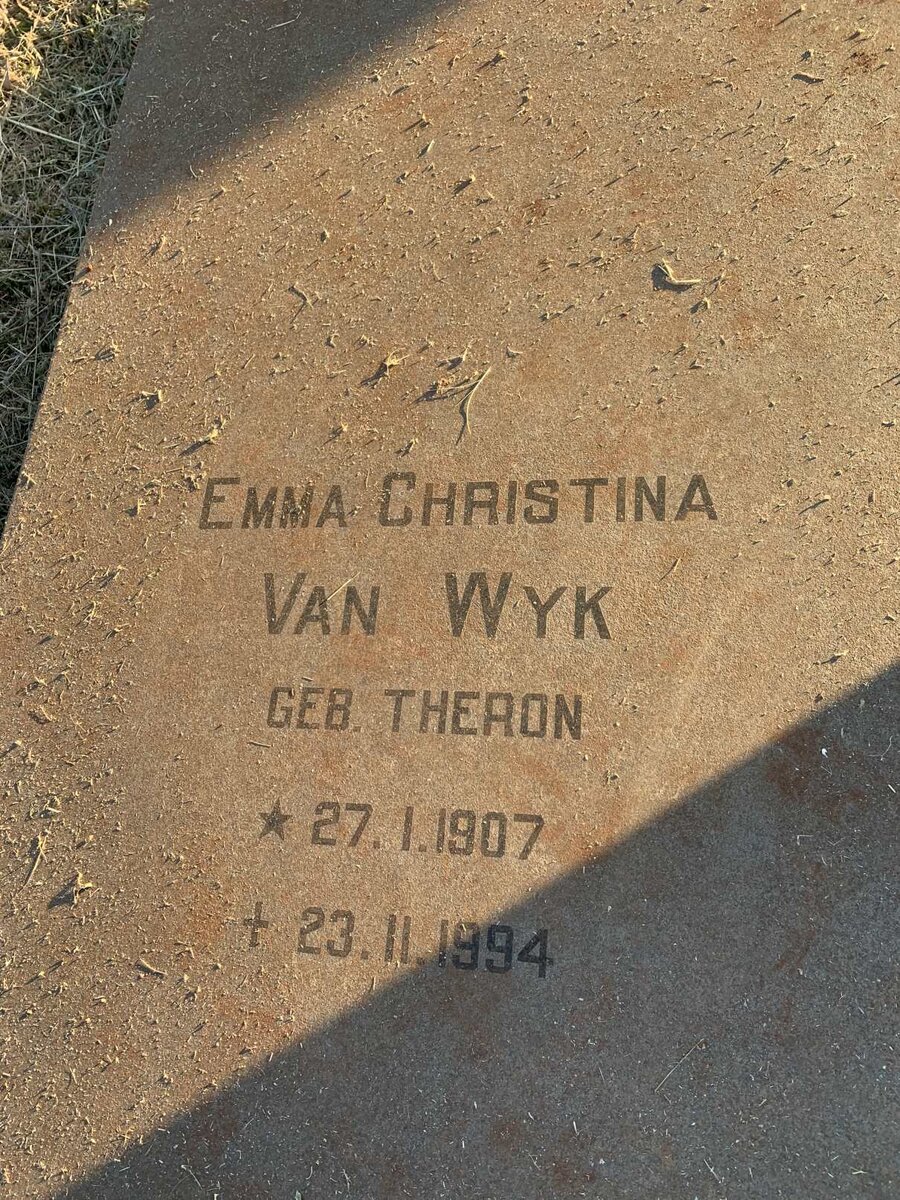 EMMA CHRISTINA
VAN WYK
GEB. THERON
★ 27.1.1907
✝ 23.11.1994